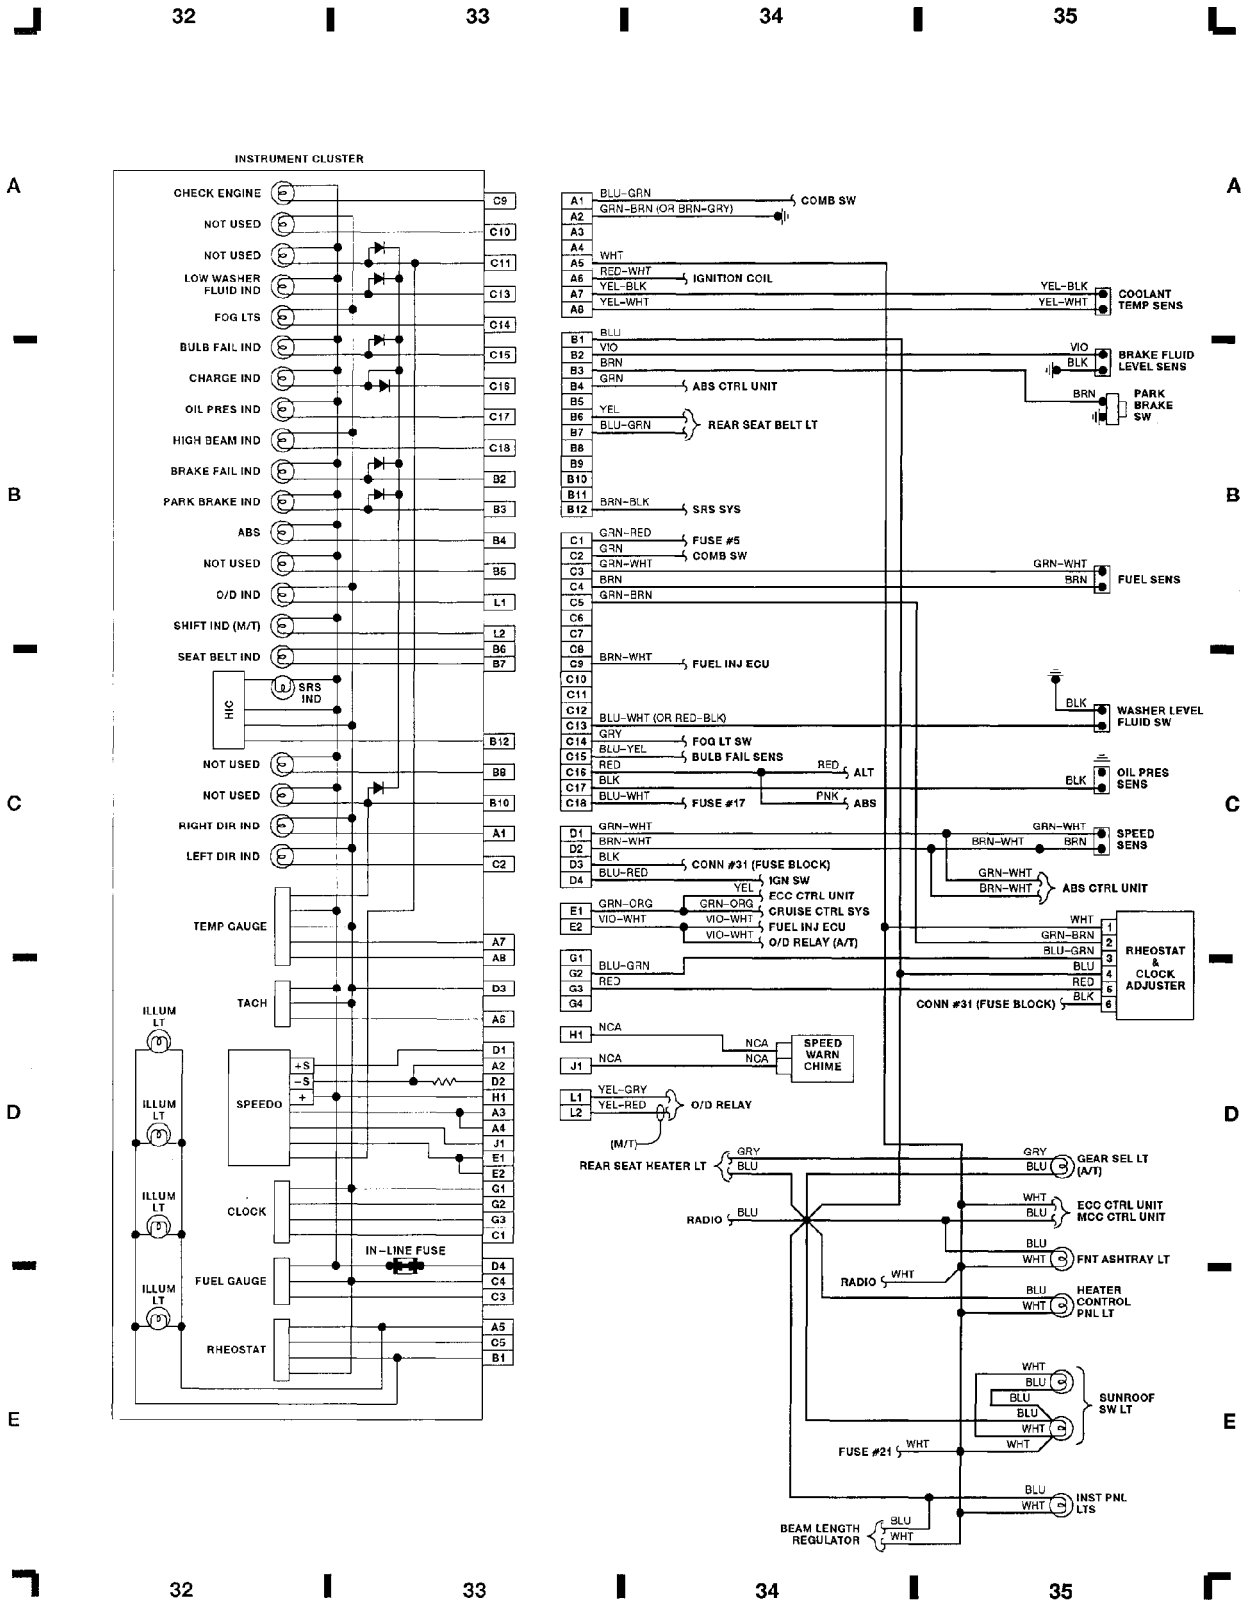 32 33 34 35
INSTRUMENT CLUSTER
A
CHECK ENGINE
NOT USED
NOT USED
LOW WASHER
FLUID IND
FOG LTS
BULB FAIL IND
CHARGE IND
OIL PRES IND
HIGH BEAM IND
BRAKE FAIL IND
B
PARK BRAKE IND
ABS
NOT USED
O/D IND
SHIFT IND (M/T)
SEAT BELT IND
SRS
IND
HIC
NOT USED
C
NOT USED
RIGHT DIR IND
LEFT DIR IND
TEMP GAUGE
TACH
ILLUM
LT
+S
-S
+
SPEEDO
D
ILLUM
LT
ILLUM
LT
CLOCK
IN-LINE FUSE
FUEL GAUGE
ILLUM
LT
RHEOSTAT
E
C9
C10
C11
C13
C14
C15
C16
C17
C18
B2
B3
B4
B5
L1
L2
B6
B7
B12
B8
B10
A1
C2
A7
A8
D3
A6
D1
A2
D2
H1
A3
A4
J1
E1
E2
G1
G2
G3
C1
D4
C4
C3
A5
C5
B1
A1 BLU-GRN COMB SW
A2 GRN-BRN (OR BRN-GRY)
A3
A4
A5 WHT
A6 RED-WHT IGNITION COIL
A7 YEL-BLK YEL-BLK
A8 YEL-WHT YEL-WHT
COOLANT
TEMP SENS
B1 BLU
B2 VIO VIO
B3 BRN BLK
BRAKE FLUID
LEVEL SENS
B4 GRN ABS CTRL UNIT
BRN
PARK
BRAKE
SW
B5
B6 YEL
B7 BLU-GRN
REAR SEAT BELT LT
B8
B9
B10
B11
B12 BRN-BLK SRS SYS
C1 GRN-RED FUSE #5
C2 GRN COMB SW
C3 GRN-WHT GRN-WHT
C4 BRN BRN
FUEL SENS
C5 GRN-BRN
C6
C7
C8
C9 BRN-WHT FUEL INJ ECU
C10
C11
C12 BLK
C13 BLU-WHT (OR RED-BLK)
WASHER LEVEL
FLUID SW
C14 GRY FOG LT SW
C15 BLU-YEL BULB FAIL SENS
C16 RED RED ALT
C17 BLK BLK
OIL PRES
SENS
C18 BLU-WHT FUSE #17 PNK ABS
D1 GRN-WHT GRN-WHT
D2 BRN-WHT BRN-WHT BRN
SPEED
SENS
D3 BLK CONN #31 (FUSE BLOCK)
D4 BLU-RED IGN SW
GRN-WHT
BRN-WHT
ABS CTRL UNIT
YEL ECC CTRL UNIT
E1 GRN-ORG GRN-ORG CRUISE CTRL SYS
E2 VIO-WHT VIO-WHT FUEL INJ ECU
VIO-WHT O/D RELAY (A/T)
WHT 1
GRN-BRN 2
BLU-GRN 3
BLU 4
RED 5
CONN #31 (FUSE BLOCK) BLK 6
RHEOSTAT
&
CLOCK
ADJUSTER
G1
G2 BLU-GRN
G3 RED
G4
H1 NCA NCA
J1 NCA NCA
SPEED
WARN
CHIME
L1 YEL-GRY
L2 YEL-RED
O/D RELAY
(M/T)
REAR SEAT HEATER LT
GRY
BLU
GRY
BLU
GEAR SEL LT
(A/T)
RADIO BLU
WHT
BLU
ECC CTRL UNIT
MCC CTRL UNIT
BLU
WHT
FNT ASHTRAY LT
RADIO WHT
BLU
WHT
HEATER
CONTROL
PNL LT
WHT
BLU
BLU
BLU
WHT
WHT
SUNROOF
SW LT
FUSE #21 WHT
BLU
WHT
INST PNL
LTS
BEAM LENGTH
REGULATOR
BLU
WHT
A
B
C
D
E
32 33 34 35